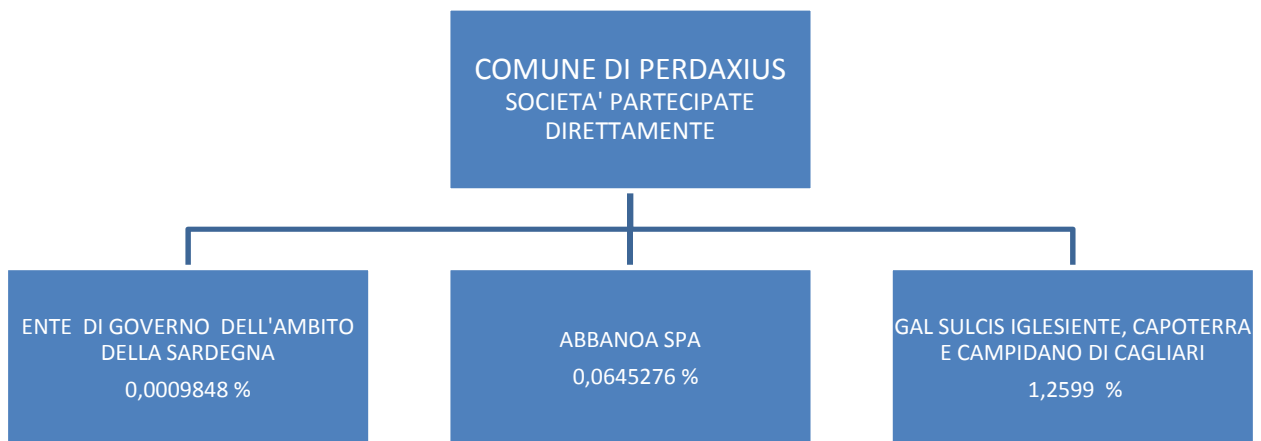 COMUNE DI PERDAXIUS
SOCIETA' PARTECIPATE
DIRETTAMENTE
ENTE DI GOVERNO DELL'AMBITO
DELLA SARDEGNA
0,0009848 %
ABBANOA SPA
0,0645276 %
GAL SULCIS IGLESIENTE, CAPOTERRA
E CAMPIDANO DI CAGLIARI
1,2599 %